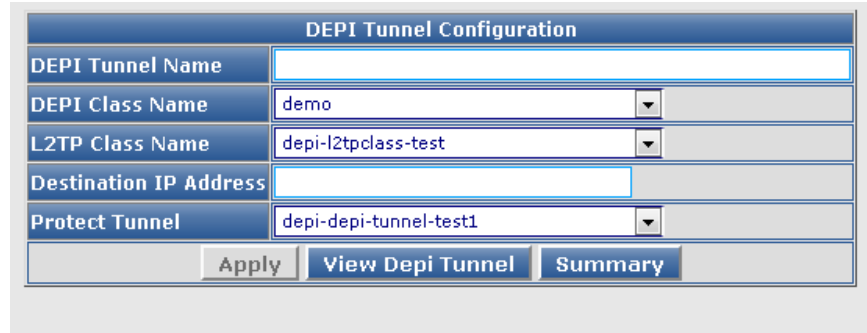 DEPI Tunnel Configuration
DEPI Tunnel Name
DEPI Class Name demo
L2TP Class Name depi-l2tpclass-test
Destination IP Address
Protect Tunnel depi-depi-tunnel-test1
Apply View Depi Tunnel Summary